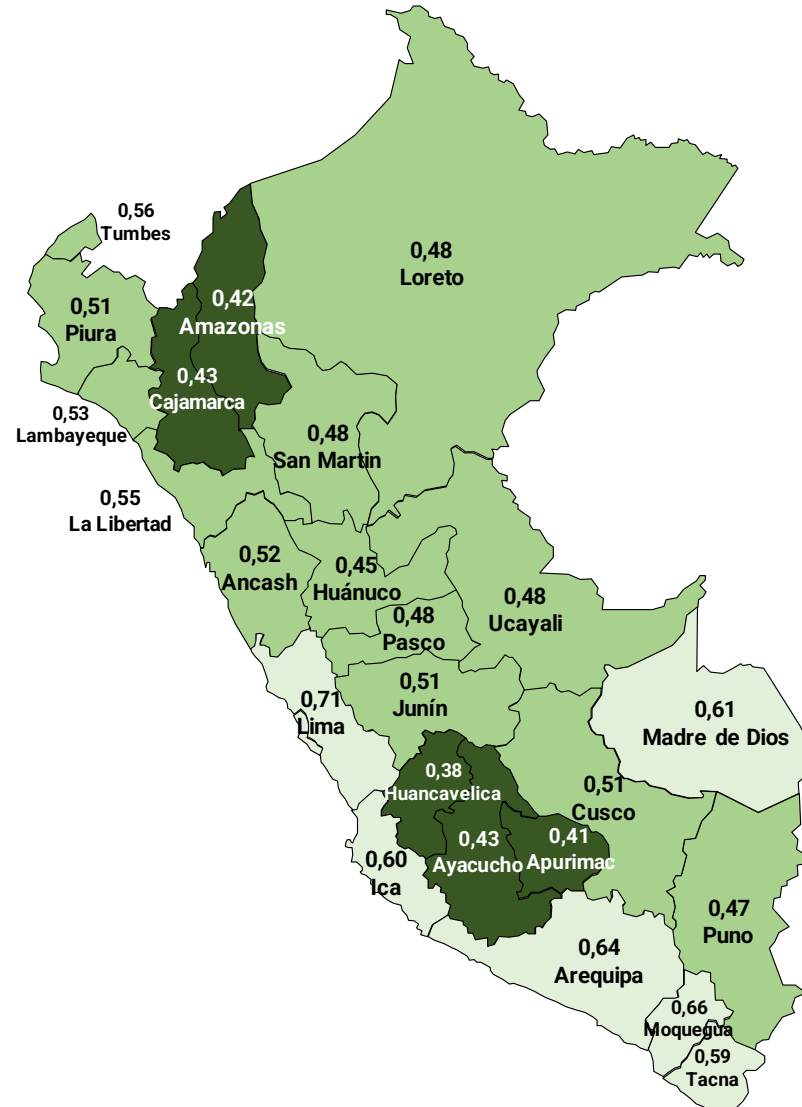 0,56
Tumbes
0,48
Loreto
0,51
Piura
0,42
Amazonas
0,43
Cajamarca
0,53
Lambayeque
0,48
San Martin
0,55
La Libertad
0,52
Ancash
0,45
Huánuco
0,48
Ucayali
0,48
Pasco
0,51
Junín
0,71
Lima
0,61
Madre de Dios
0,38
Huancavelica
0,51
Cusco
0,43
Ayacucho
0,41
Apurimac
0,60
Ica
0,47
Puno
0,64
Arequipa
0,66
Moquegua
0,59
Tacna